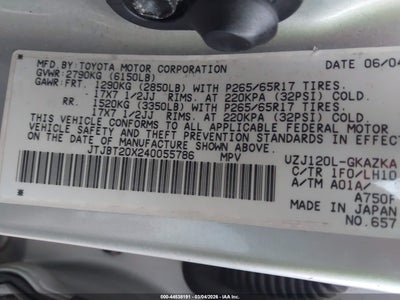 MFD. BY: TOYOTA MOTOR CORPORATION DATE 06/04
GVWR: 2790KG (6150LB)
GAWR: FRT. 1290KG (2850LB) WITH P265/65R17 TIRES.
17X7 1/2JJ RIMS. AT 220KPA (32PSI) COLD.
RR. 1520KG (3350LB) WITH P265/65R17 TIRES.
17X7 1/2JJ RIMS. AT 220KPA (32PSI) COLD.
THIS VEHICLE CONFORMS TO ALL APPLICABLE FEDERAL MOTOR
VEHICLE SAFETY AND THEFT PREVENTION STANDARDS IN EFFECT
ON THE DATE OF MANUFACTURE SHOWN ABOVE.
JTJBT20X240055786 MPV UZJ120L-GKAZKA
C/TR 1F0/LH10
A/TM A01A/
A750F
MADE IN JAPAN
NO.657
000-44638191 - 03/04/2026 - IAA Inc.